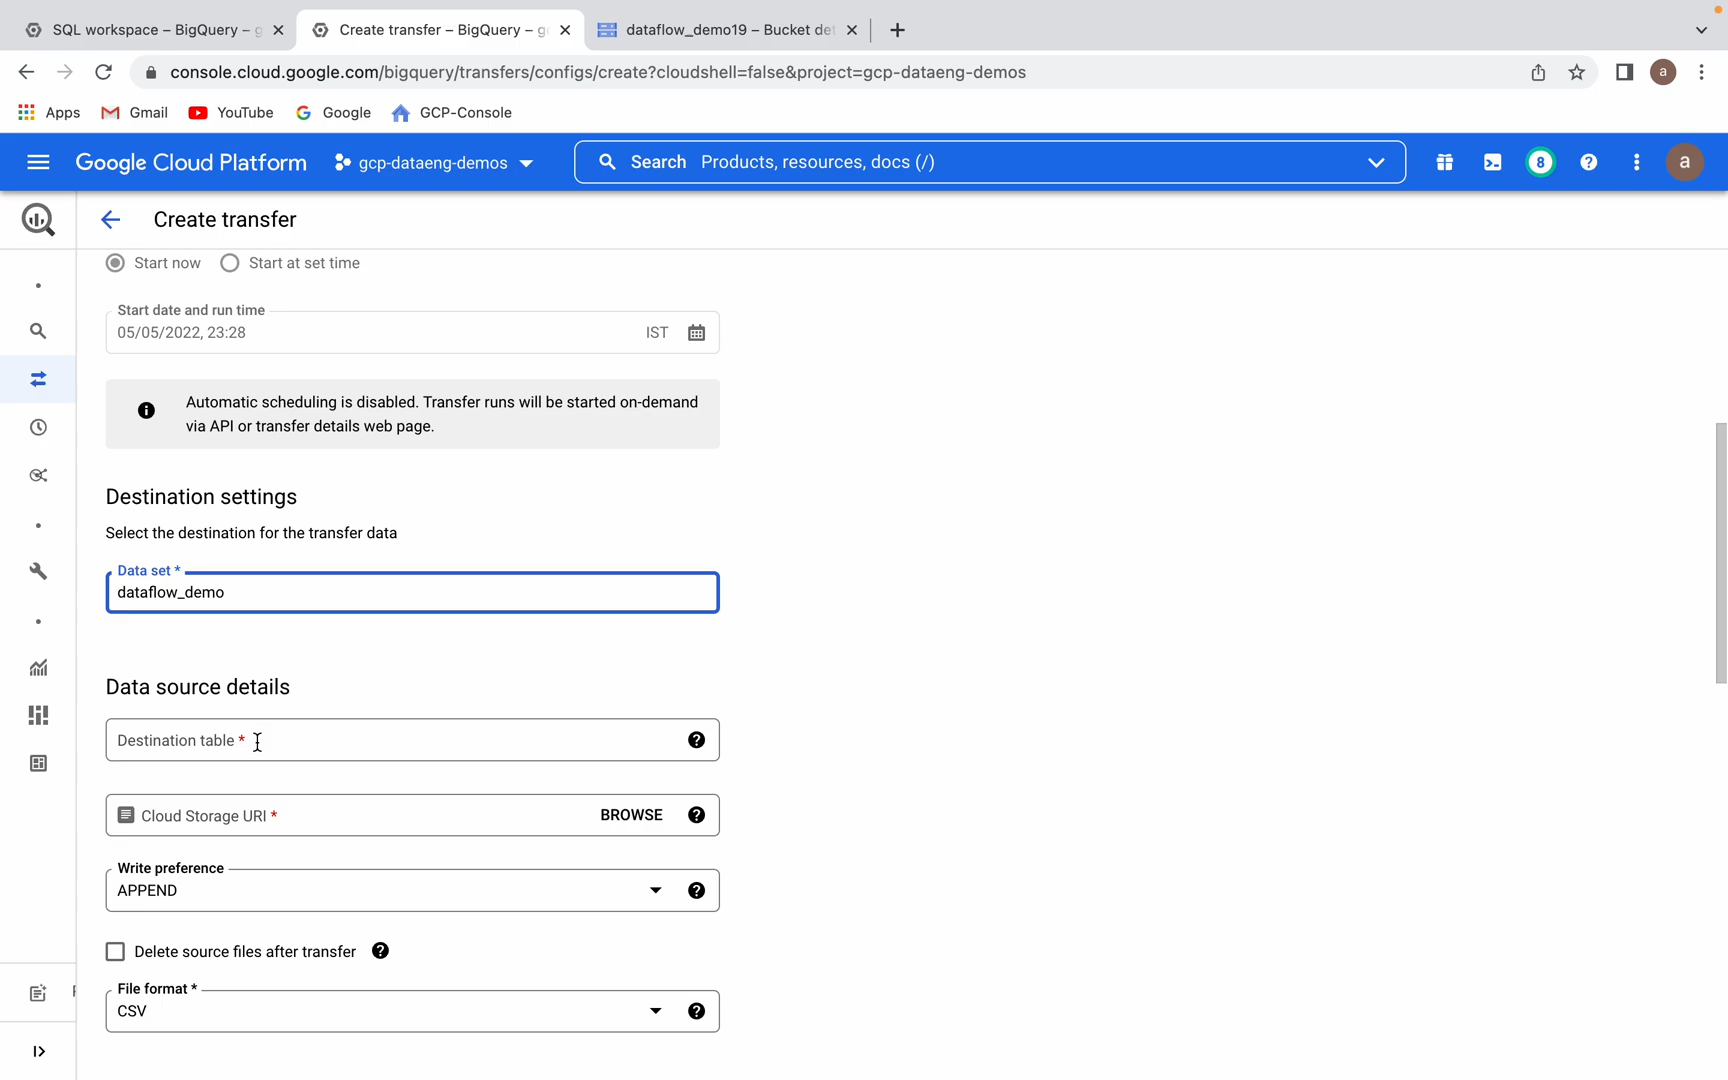 SQL workspace – BigQuery – g
Create transfer – BigQuery – g
dataflow_demo19 – Bucket det
console.cloud.google.com/bigquery/transfers/configs/create?cloudshell=false&project=gcp-dataeng-demos
a
Apps
Gmail
YouTube
Google
GCP-Console
Google Cloud Platform
gcp-dataeng-demos
Search Products, resources, docs (/)
8
a
Create transfer
Start now
Start at set time
Start date and run time
05/05/2022, 23:28
IST
Automatic scheduling is disabled. Transfer runs will be started on-demand
via API or transfer details web page.
Destination settings
Select the destination for the transfer data
Data set *
dataflow_demo
Data source details
Destination table *
Cloud Storage URI *
BROWSE
Write preference
APPEND
Delete source files after transfer
File format *
CSV